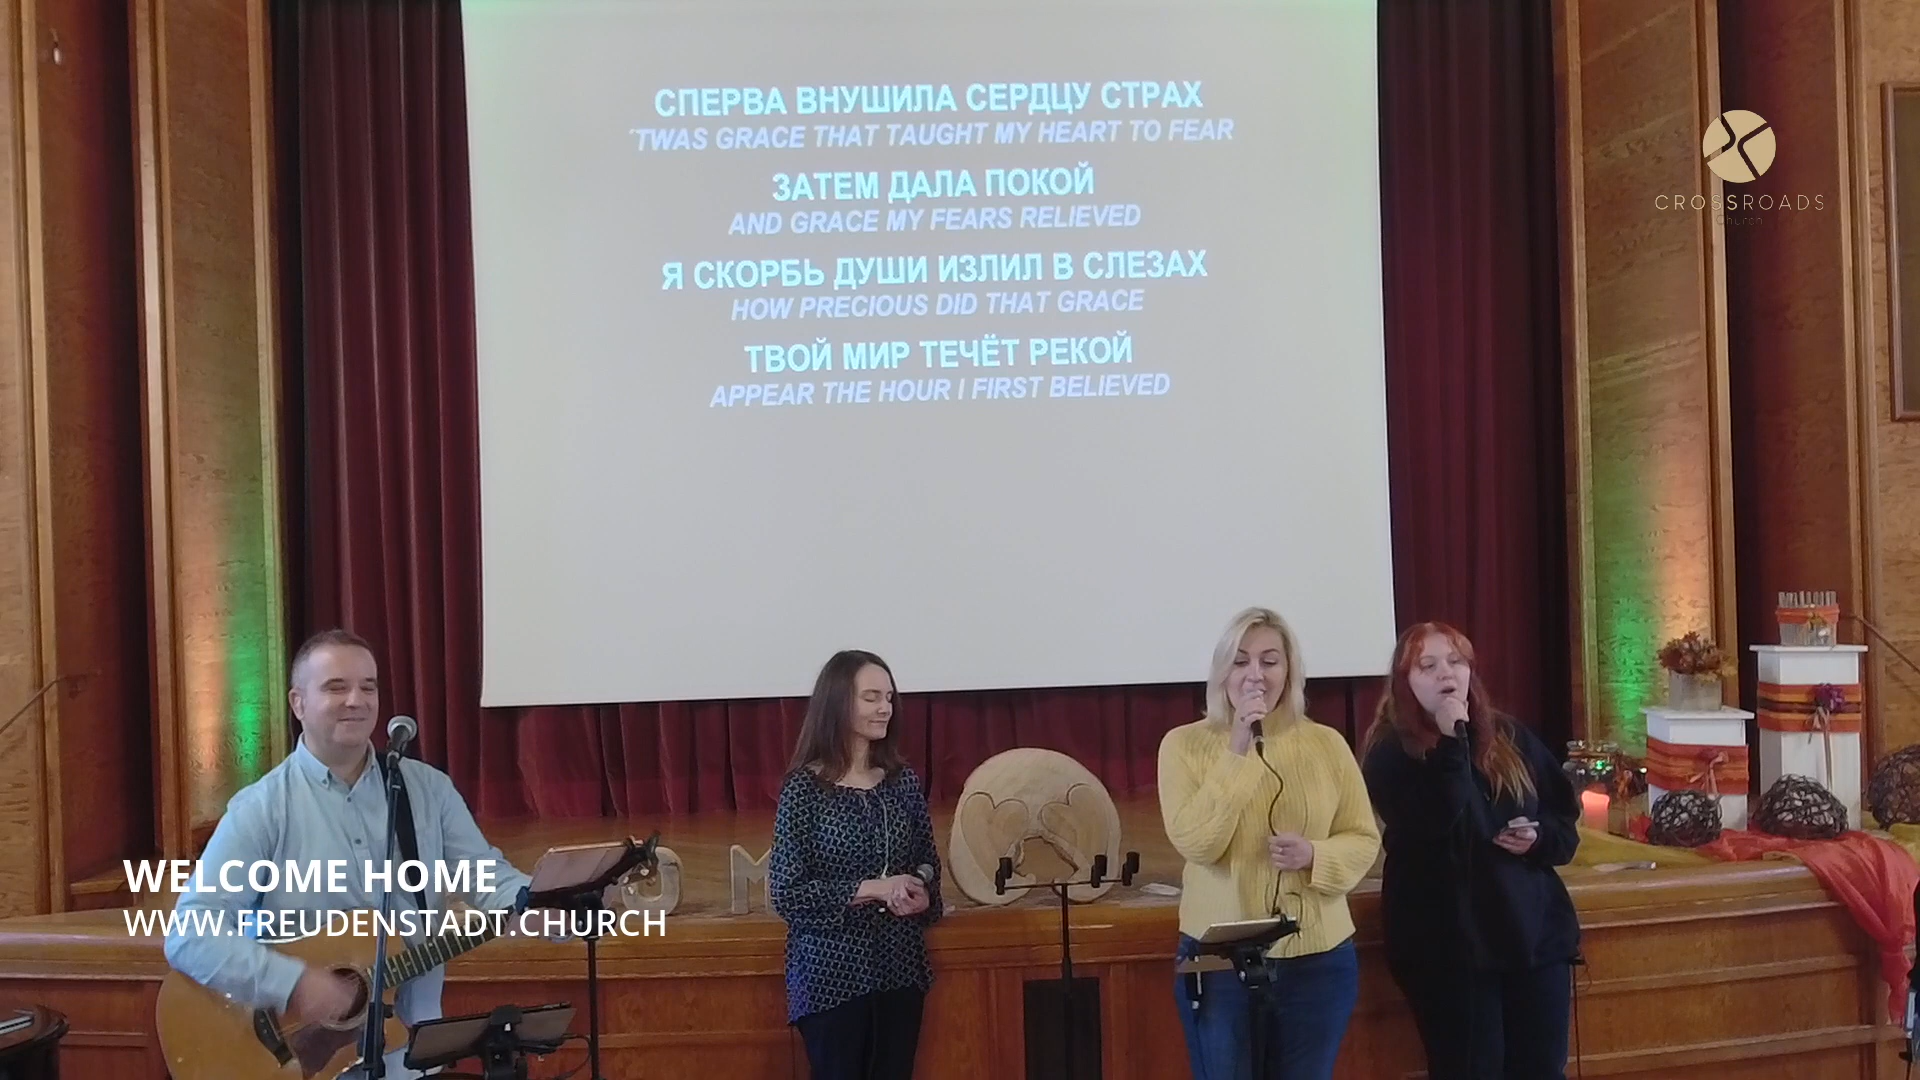 СПЕРВА ВНУШИЛА СЕРДЦУ СТРАХ
´TWAS GRACE THAT TAUGHT MY HEART TO FEAR
ЗАТЕМ ДАЛА ПОКОЙ
AND GRACE MY FEARS RELIEVED
Я СКОРБЬ ДУШИ ИЗЛИЛ В СЛЕЗАХ
HOW PRECIOUS DID THAT GRACE
ТВОЙ МИР ТЕЧЁТ РЕКОЙ
APPEAR THE HOUR I FIRST BELIEVED
CROSSROADS
Church
WELCOME HOME
WWW.FREUDENSTADT.CHURCH